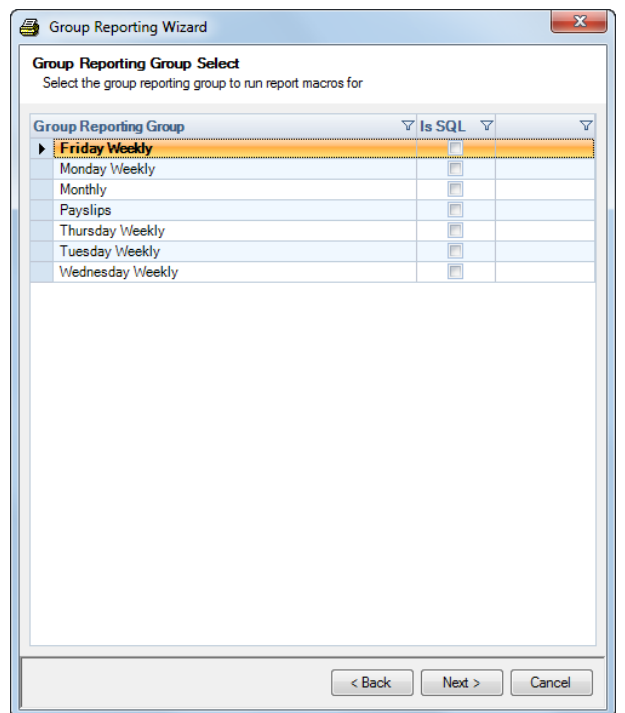 Group Reporting Wizard
Group Reporting Group Select
Select the group reporting group to run report macros for
Group Reporting Group Is SQL
Friday Weekly
Monday Weekly
Monthly
Payslips
Thursday Weekly
Tuesday Weekly
Wednesday Weekly
< Back Next > Cancel